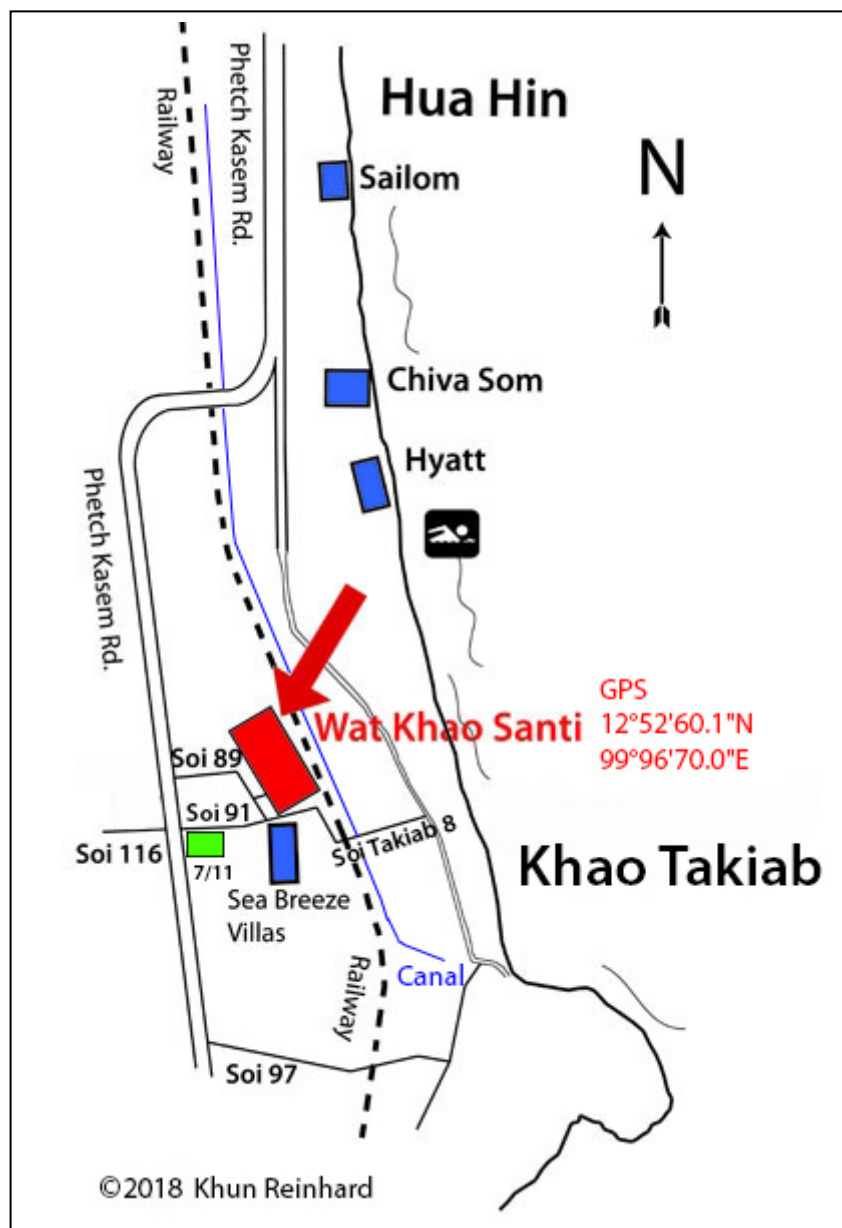 Hua Hin
Railway
Phetch Kasem Rd.
Sailom
N
Chiva Som
Hyatt
Phetch Kasem Rd.
GPS
Wat Khao Santi
12°52'60.1"N
99°96'70.0"E
Soi 89
Soi 91
Soi 116
7/11
Soi Takiab 8
Khao Takiab
Sea Breeze
Villas
Canal
Railway
Soi 97
©2018 Khun Reinhard